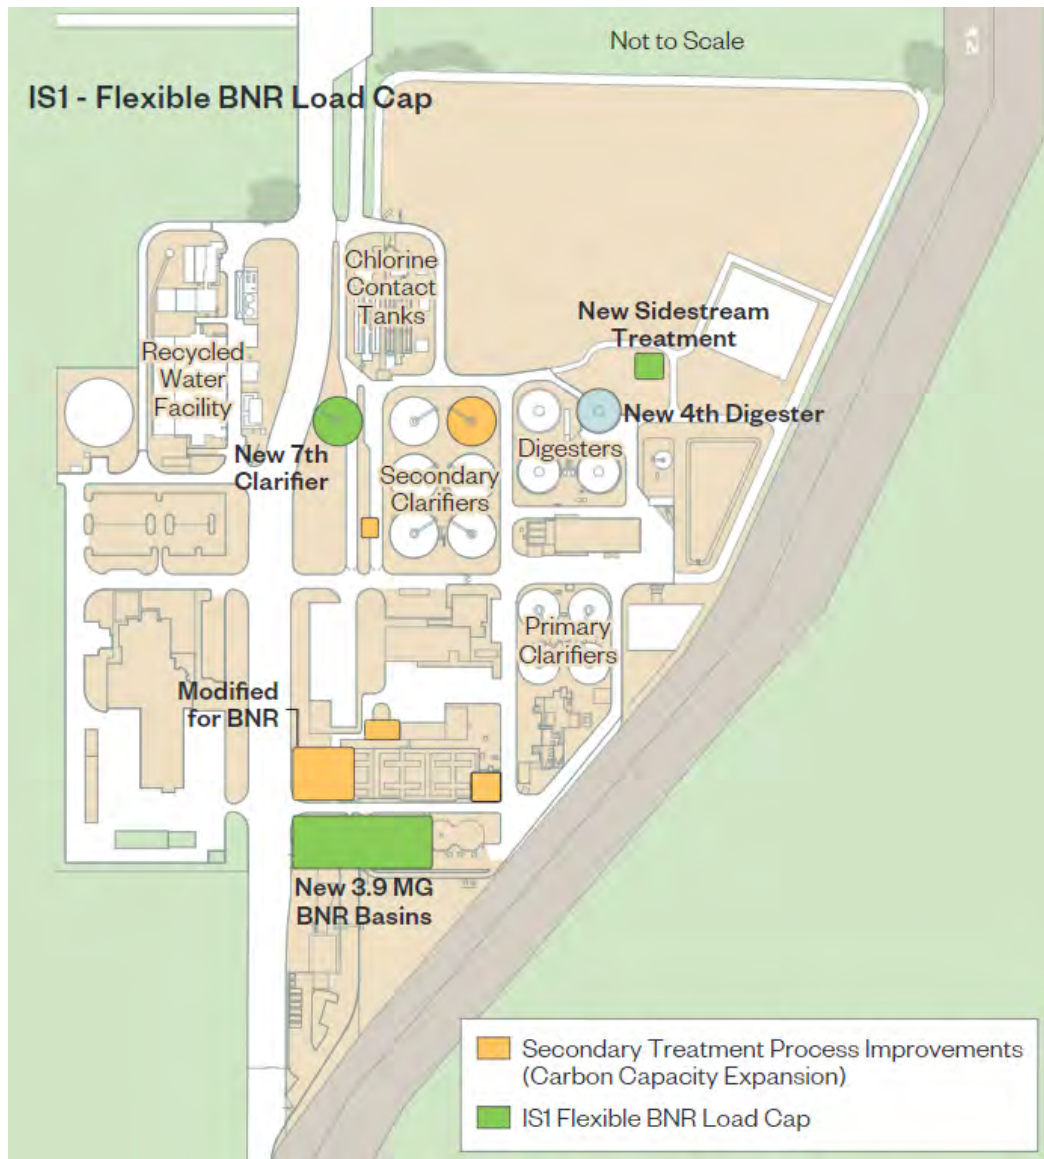 Not to Scale
IS1 - Flexible BNR Load Cap
Chlorine
Contact
Tanks
New Sidestream
Treatment
Recycled
Water
Facility
New 4th Digester
Digesters
New 7th
Clarifier
Secondary
Clarifiers
Primary
Clarifiers
Modified
for BNR
New 3.9 MG
BNR Basins
Secondary Treatment Process Improvements
(Carbon Capacity Expansion)
IS1 Flexible BNR Load Cap